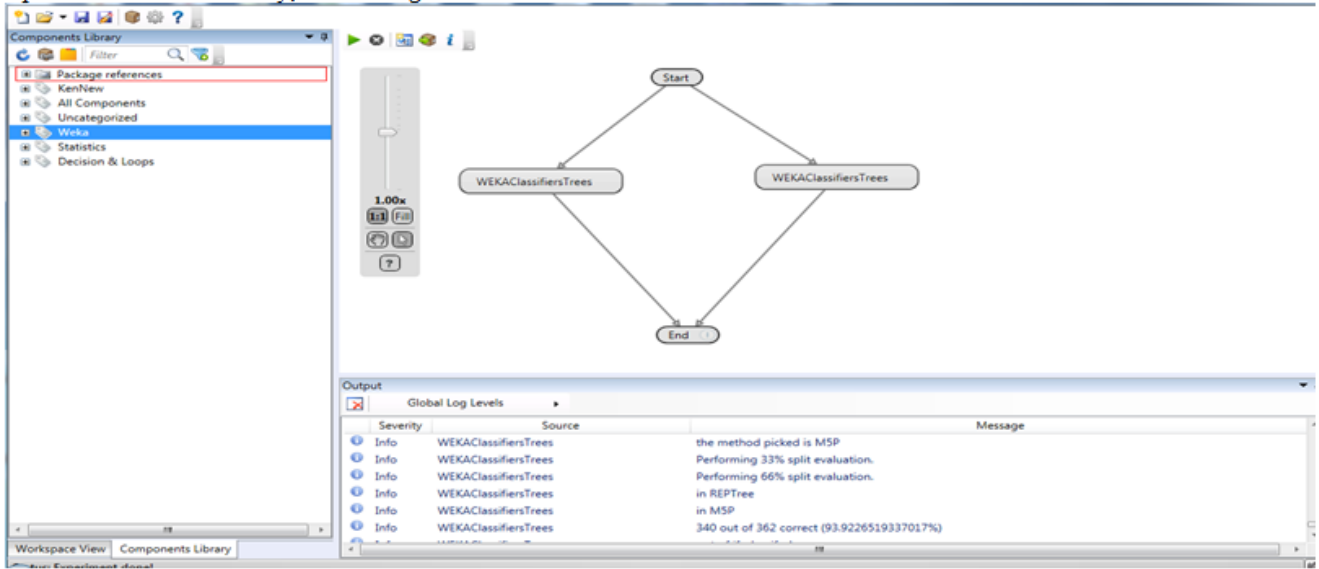 Components Library
Filter
Package references
KenNew
All Components
Uncategorized
Weka
Statistics
Decision & Loops
Workspace View Components Library
1.00x
1:1 Fill
?
Start
WEKAClassifiersTrees
WEKAClassifiersTrees
End
Output
Global Log Levels
Severity Source Message
Info WEKAClassifiersTrees the method picked is M5P
Info WEKAClassifiersTrees Performing 33% split evaluation.
Info WEKAClassifiersTrees Performing 66% split evaluation.
Info WEKAClassifiersTrees in REPTree
Info WEKAClassifiersTrees in M5P
Info WEKAClassifiersTrees 340 out of 362 correct (93.9226519337017%)